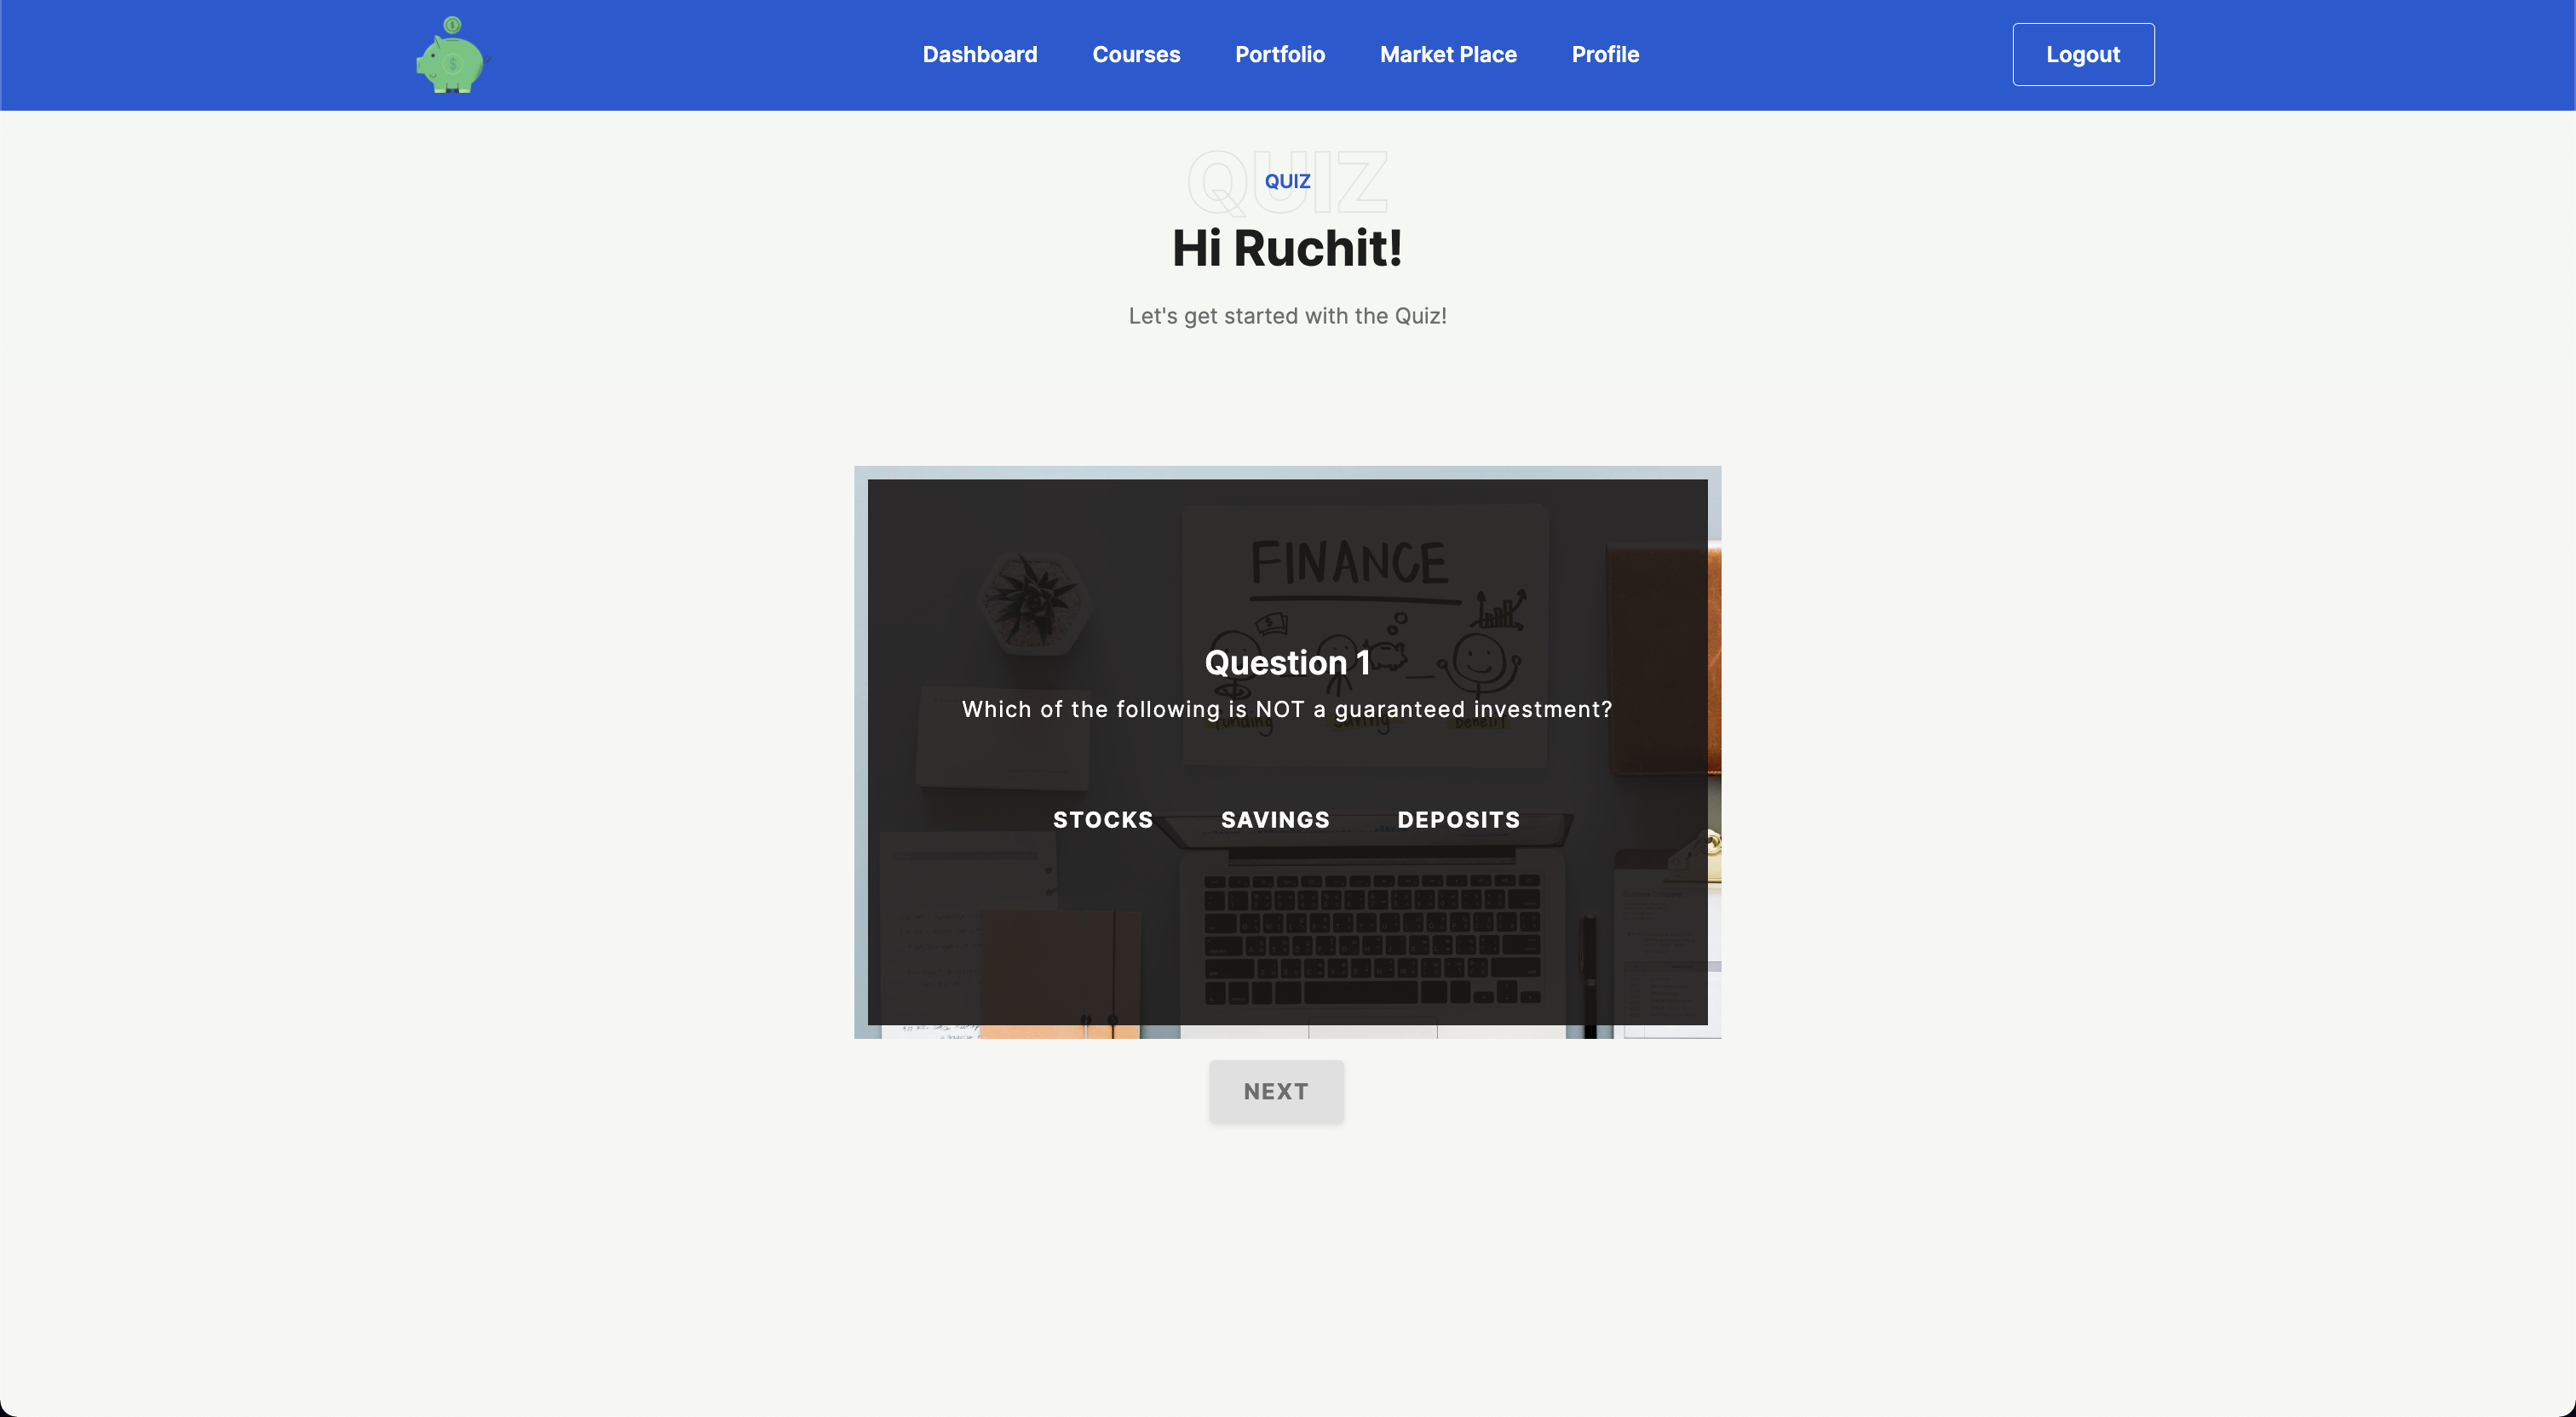 Dashboard Courses Portfolio Market Place Profile Logout
QUIZ
QUIZ
Hi Ruchit!
Let's get started with the Quiz!
FINANCE
Question 1
Which of the following is NOT a guaranteed investment?
STOCKS SAVINGS DEPOSITS
NEXT